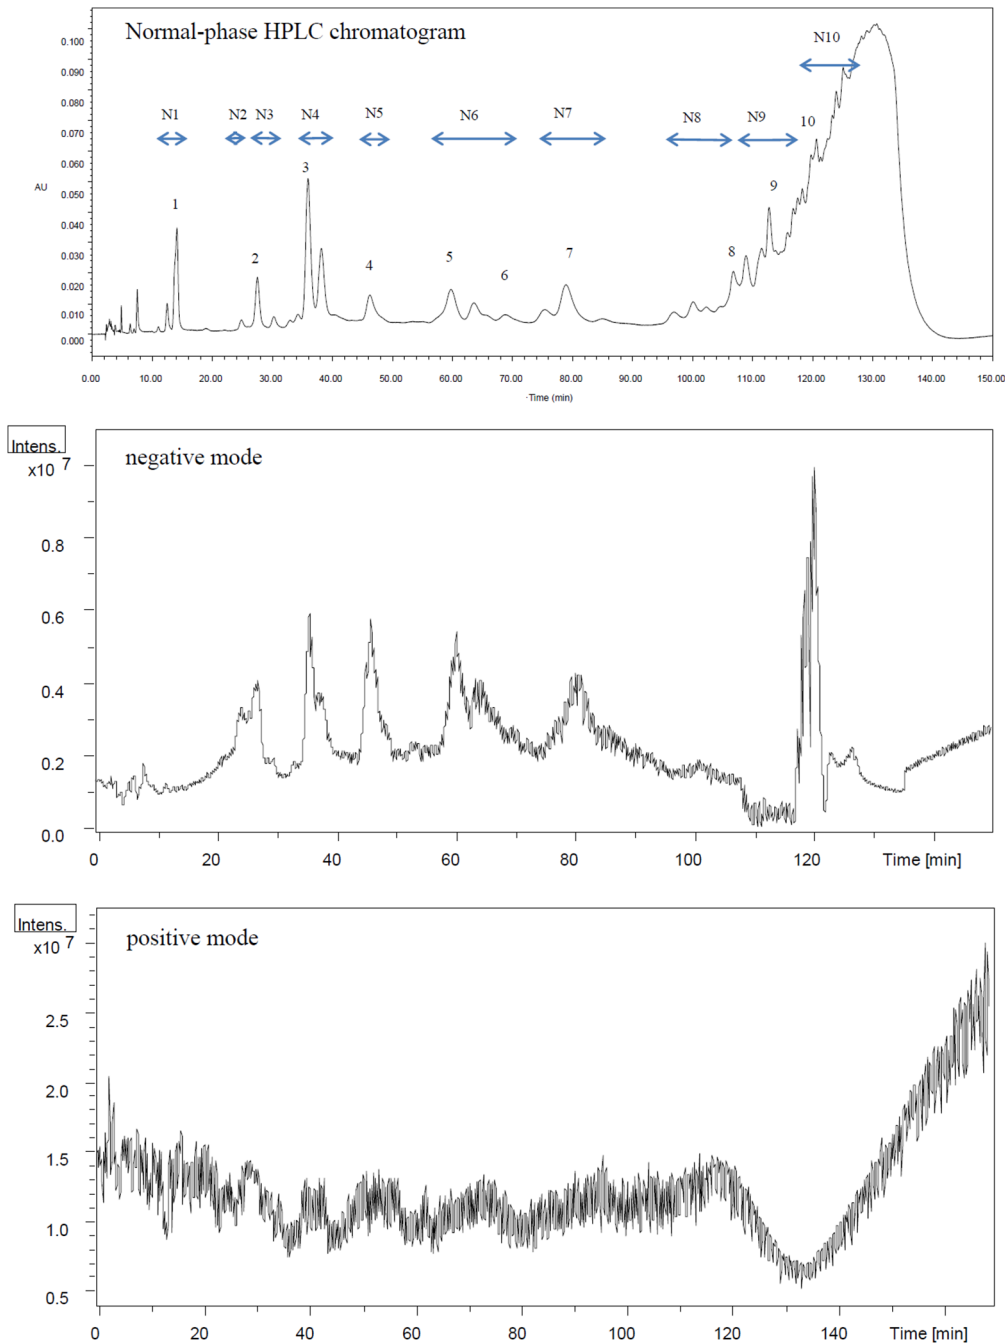 Normal-phase HPLC chromatogram
0.100
0.090
0.080
0.070
0.060
0.050
0.040
0.030
0.020
0.010
0.000
AU
N1
N2
N3
N4
N5
N6
N7
N8
N9
N10
1
2
3
4
5
6
7
8
9
10
0.00 10.00 20.00 30.00 40.00 50.00 60.00 70.00 80.00 90.00 100.00 110.00 120.00 130.00 140.00 150.00
·Time (min)
Intens.
x10 7
negative mode
0.8
0.6
0.4
0.2
0.0
0 20 40 60 80 100 120 Time [min]
Intens.
x10 7
positive mode
2.5
2.0
1.5
1.0
0.5
0 20 40 60 80 100 120 140 Time [min]